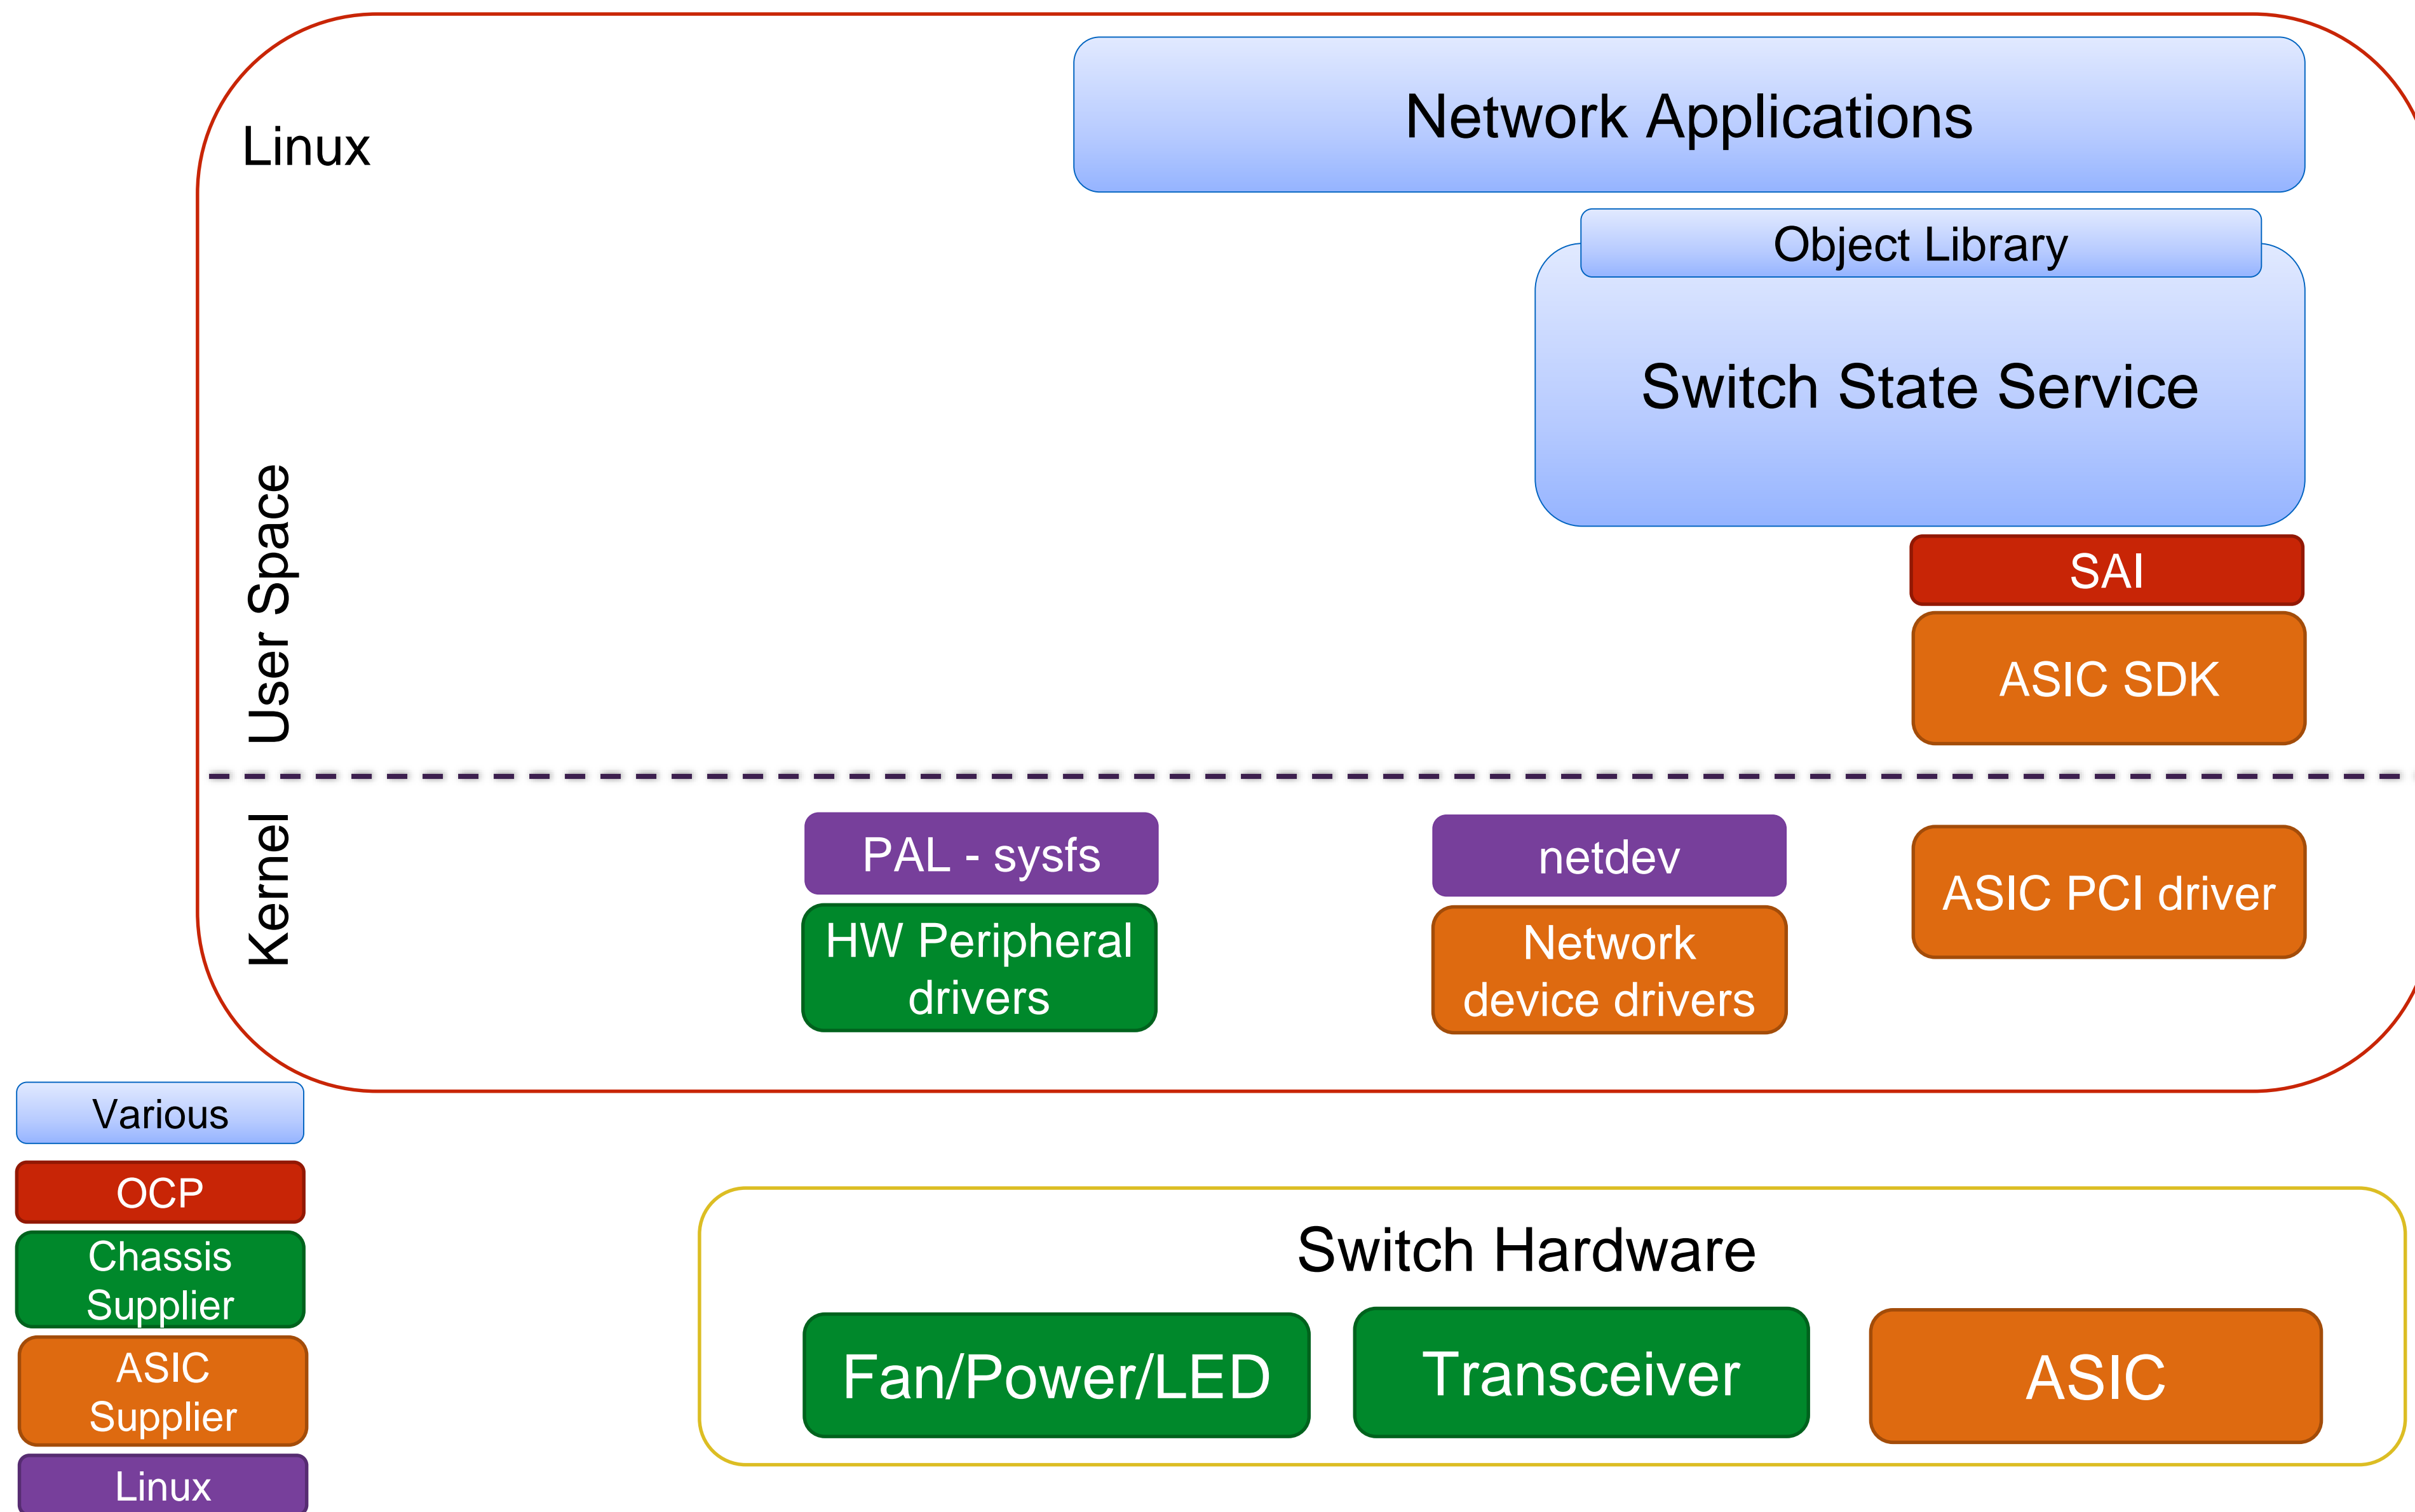 Linux
Network Applications
Object Library
Switch State Service
User Space
SAI
ASIC SDK
Kernel
PAL - sysfs
netdev
ASIC PCI driver
HW Peripheral
drivers
Network
device drivers
Various
OCP
Chassis
Supplier
ASIC
Supplier
Linux
Switch Hardware
Fan/Power/LED
Transceiver
ASIC